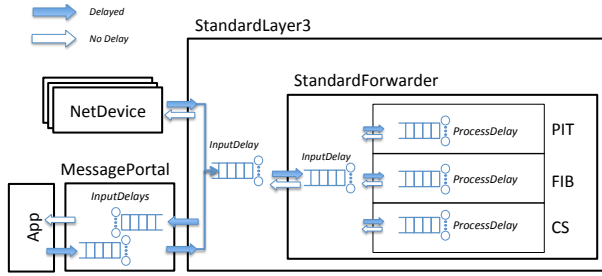 Delayed
No Delay
StandardLayer3
NetDevice
StandardForwarder
InputDelay
InputDelay
ProcessDelay
PIT
ProcessDelay
FIB
ProcessDelay
CS
MessagePortal
InputDelays
App